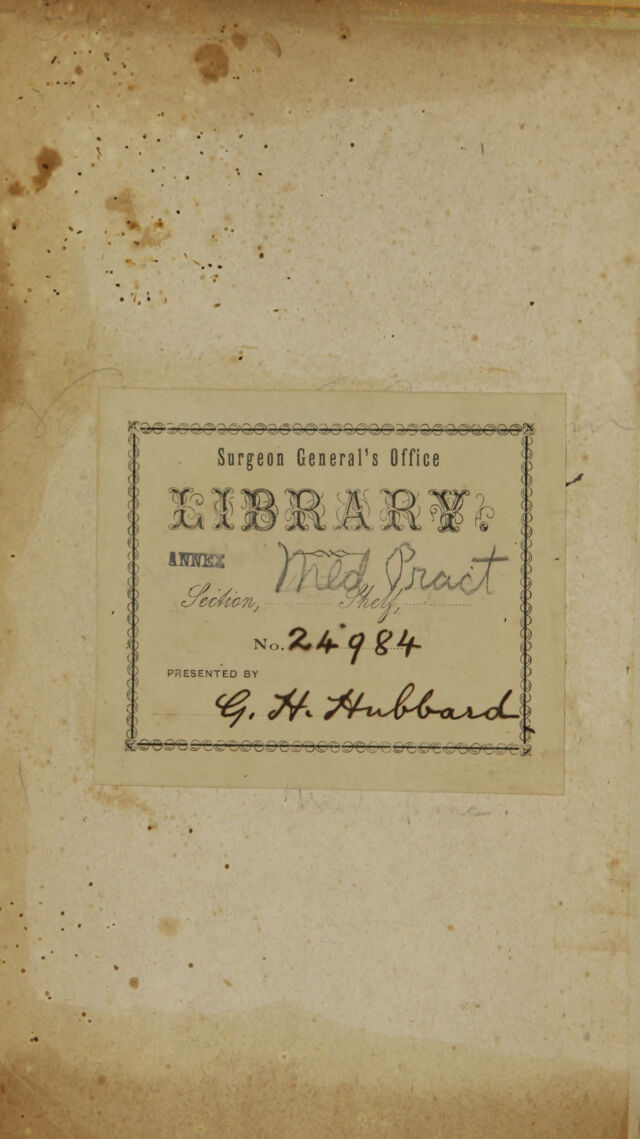 Surgeon General's Office
LIBRARY.
ANNEX Med Pract
Section, Shelf,
No. 24984
PRESENTED BY
G. H. Hubbard